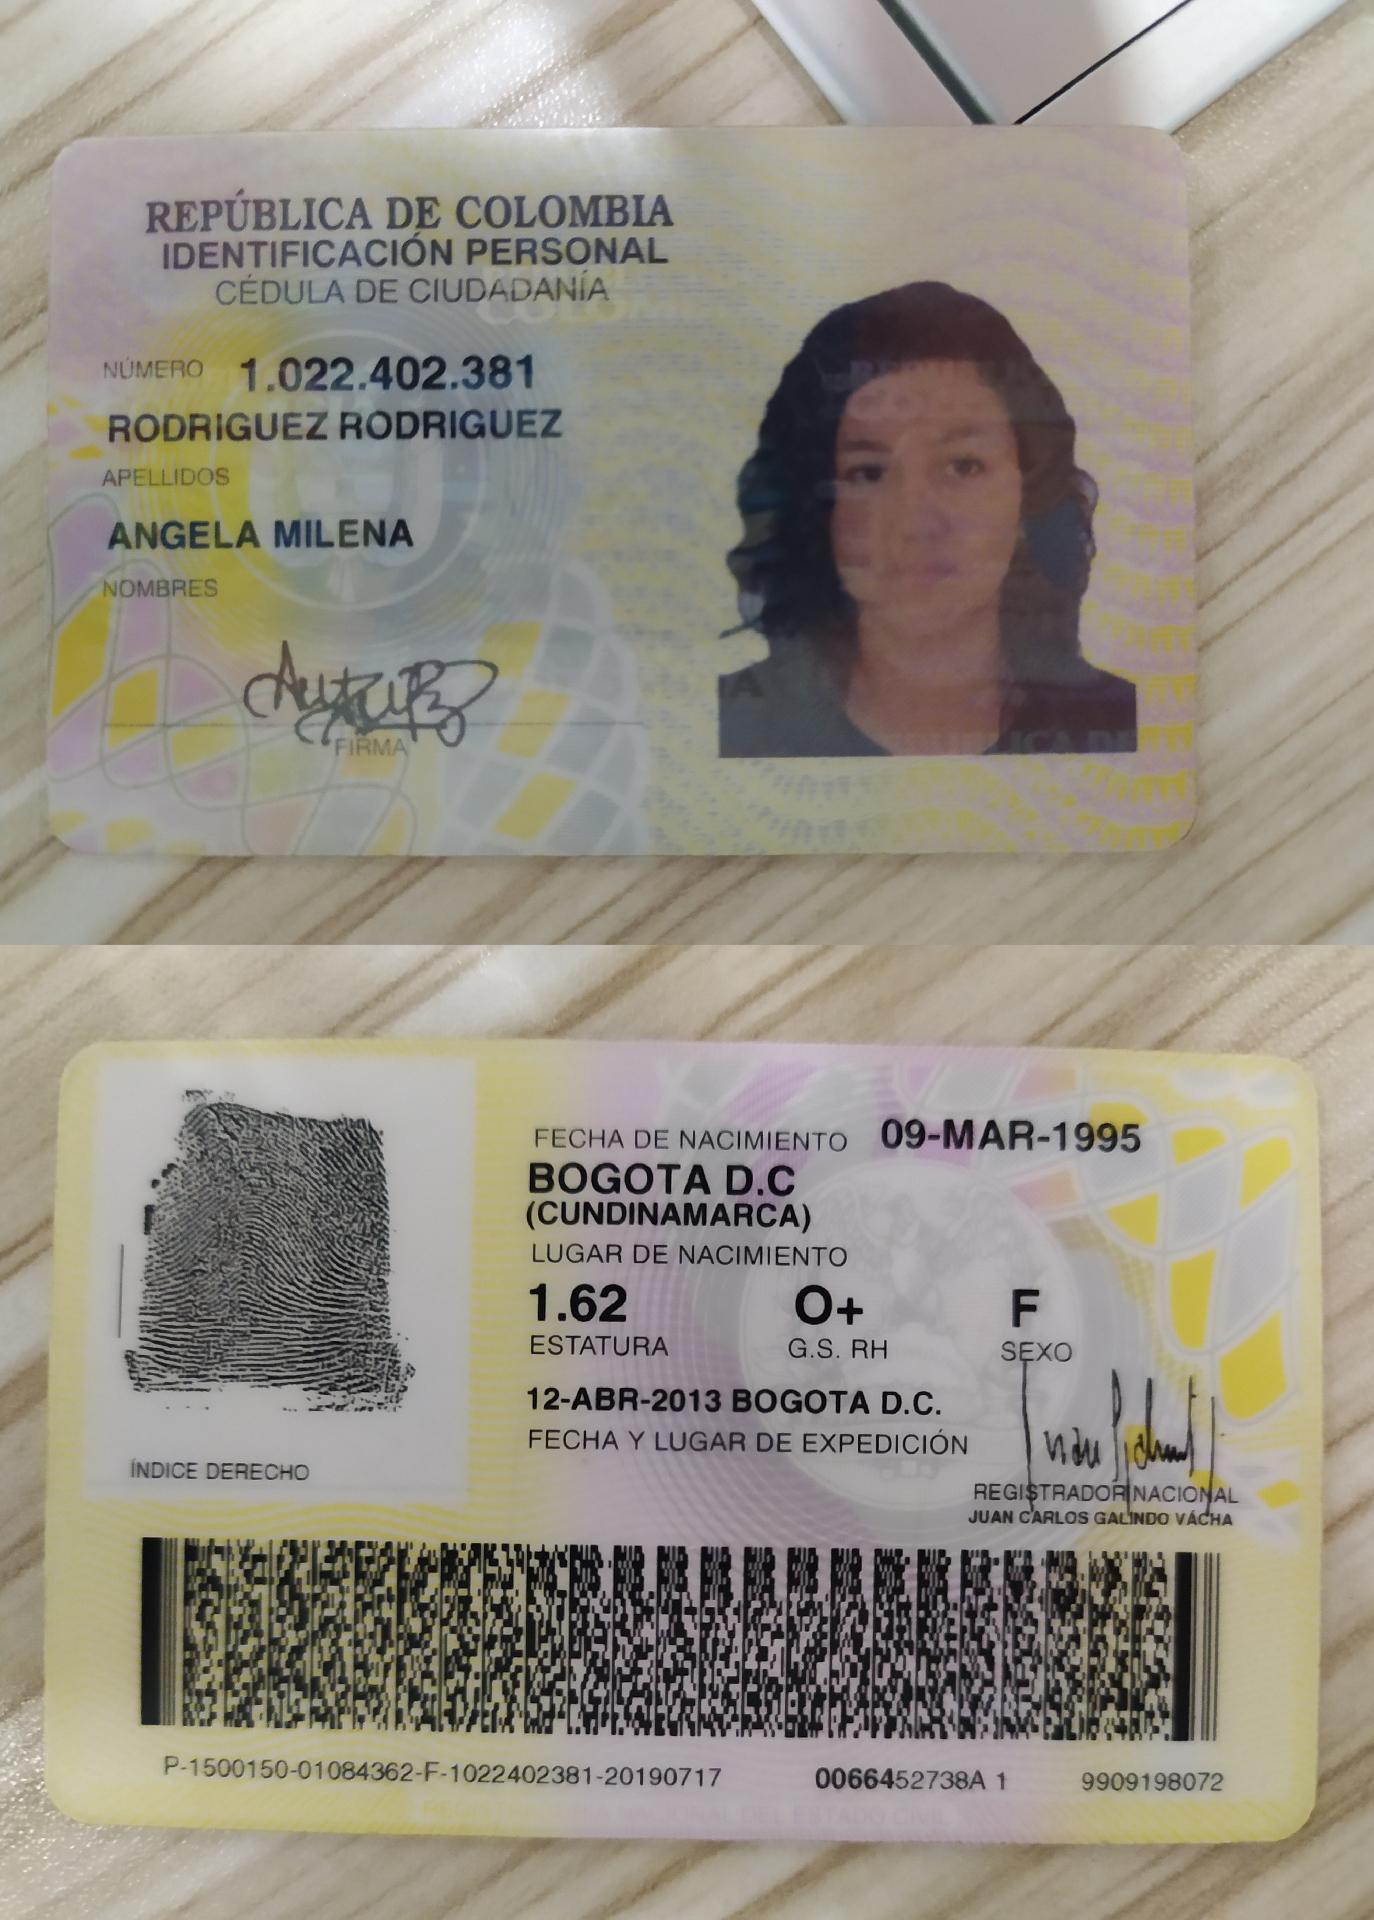 REPÚBLICA DE COLOMBIA
IDENTIFICACIÓN PERSONAL
CÉDULA DE CIUDADANÍA
NÚMERO 1.022.402.381
RODRIGUEZ RODRIGUEZ
APELLIDOS
ANGELA MILENA
NOMBRES
FIRMA
FECHA DE NACIMIENTO 09-MAR-1995
BOGOTA D.C
(CUNDINAMARCA)
LUGAR DE NACIMIENTO
1.62 O+ F
ESTATURA G.S. RH SEXO
12-ABR-2013 BOGOTA D.C.
FECHA Y LUGAR DE EXPEDICIÓN
ÍNDICE DERECHO
REGISTRADOR NACIONAL
JUAN CARLOS GALINDO VÁCHA
P-1500150-01084362-F-1022402381-20190717 0066452738A 1 9909198072